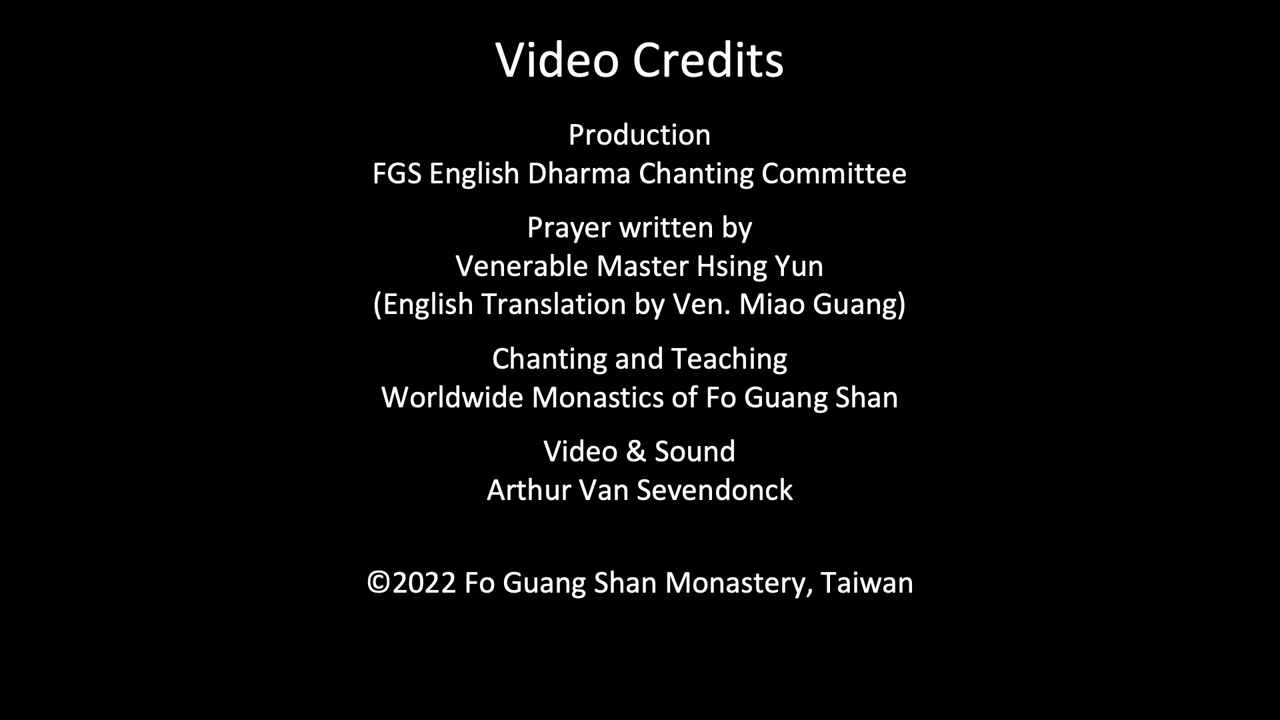 Video Credits
Production
FGS English Dharma Chanting Committee
Prayer written by
Venerable Master Hsing Yun
(English Translation by Ven. Miao Guang)
Chanting and Teaching
Worldwide Monastics of Fo Guang Shan
Video & Sound
Arthur Van Sevendonck
©2022 Fo Guang Shan Monastery, Taiwan